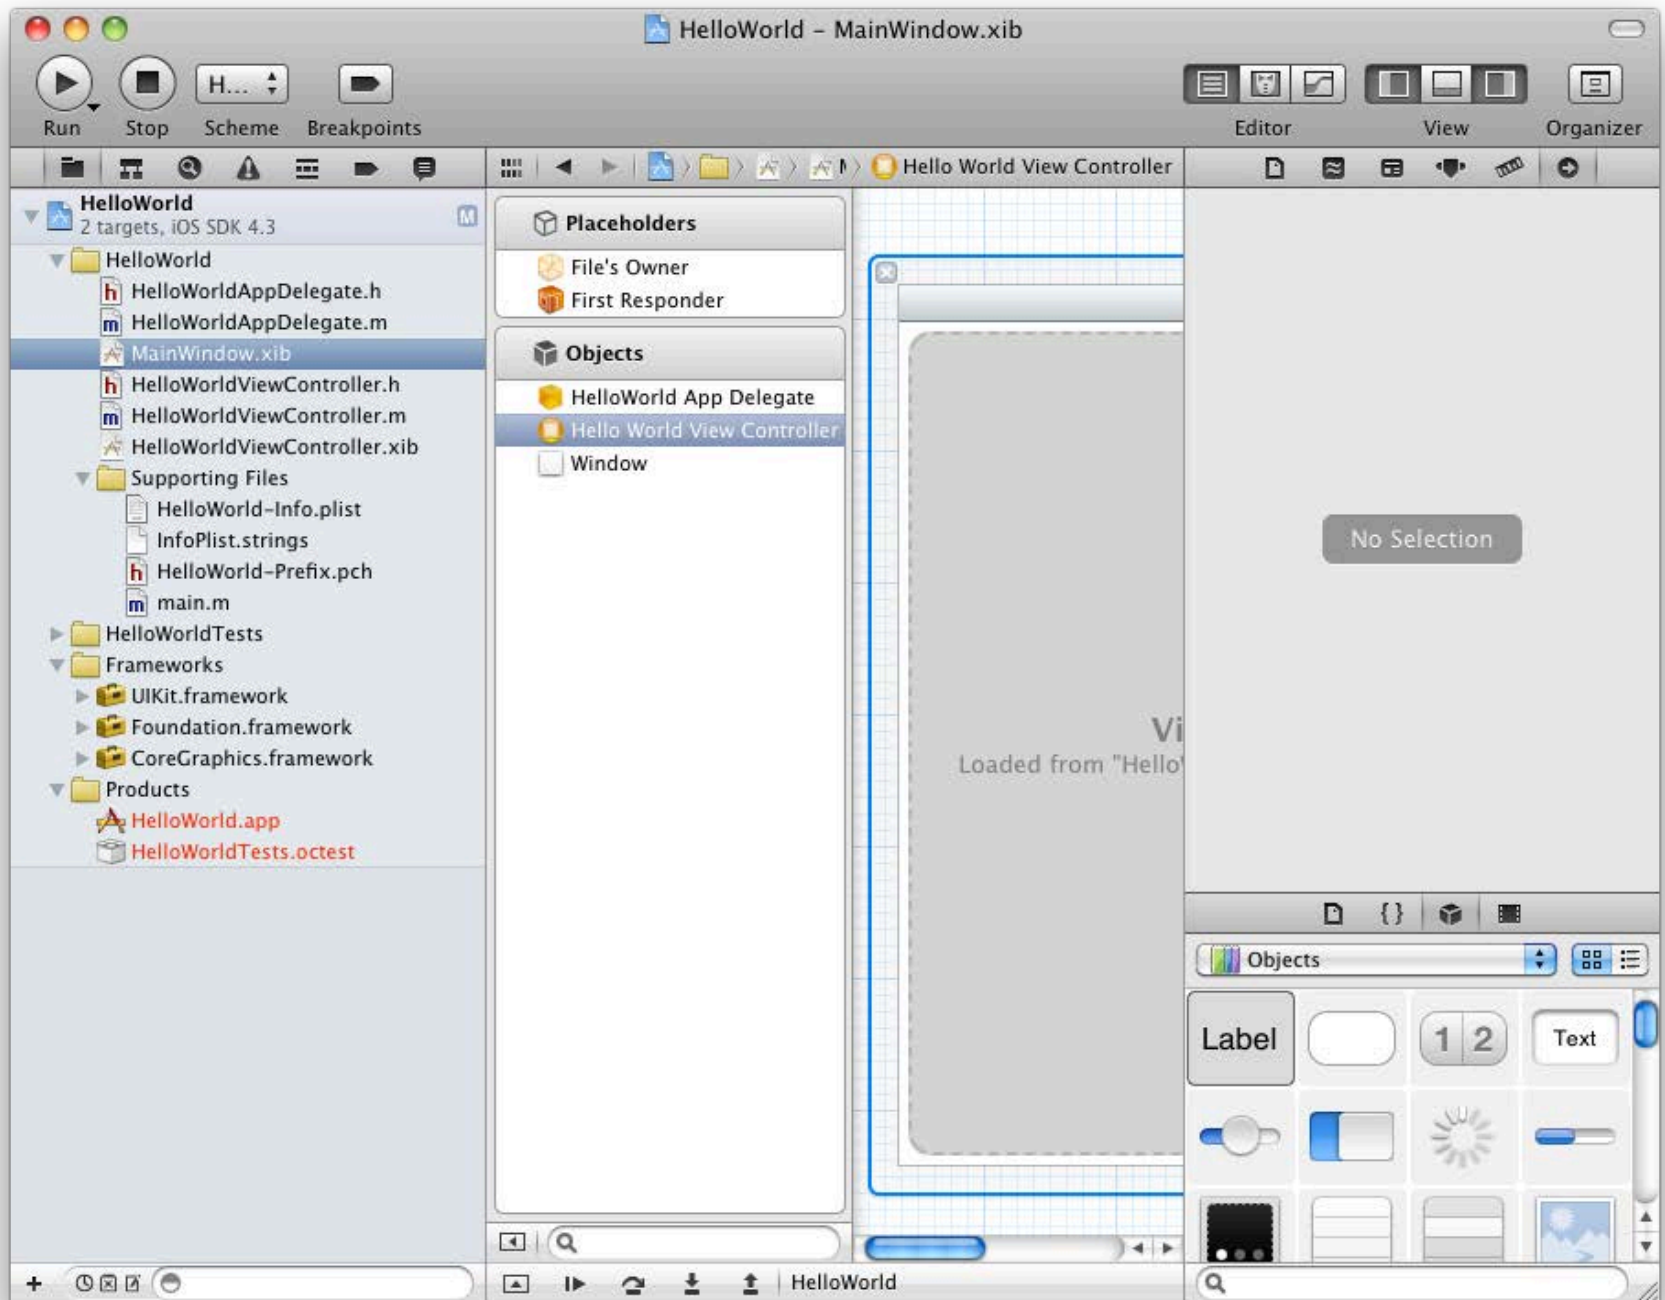 HelloWorld – MainWindow.xib
H...
Run
Stop
Scheme
Breakpoints
Editor
View
Organizer
Hello World View Controller
HelloWorld
M
2 targets, iOS SDK 4.3
HelloWorld
h HelloWorldAppDelegate.h
m HelloWorldAppDelegate.m
MainWindow.xib
h HelloWorldViewController.h
m HelloWorldViewController.m
HelloWorldViewController.xib
Supporting Files
HelloWorld-Info.plist
InfoPlist.strings
h HelloWorld-Prefix.pch
m main.m
HelloWorldTests
Frameworks
UIKit.framework
Foundation.framework
CoreGraphics.framework
Products
HelloWorld.app
HelloWorldTests.octest
Placeholders
File's Owner
First Responder
Objects
HelloWorld App Delegate
Hello World View Controller
Window
Vi
Loaded from "Hello
HelloWorld
No Selection
{ }
Objects
Label
1 2
Text